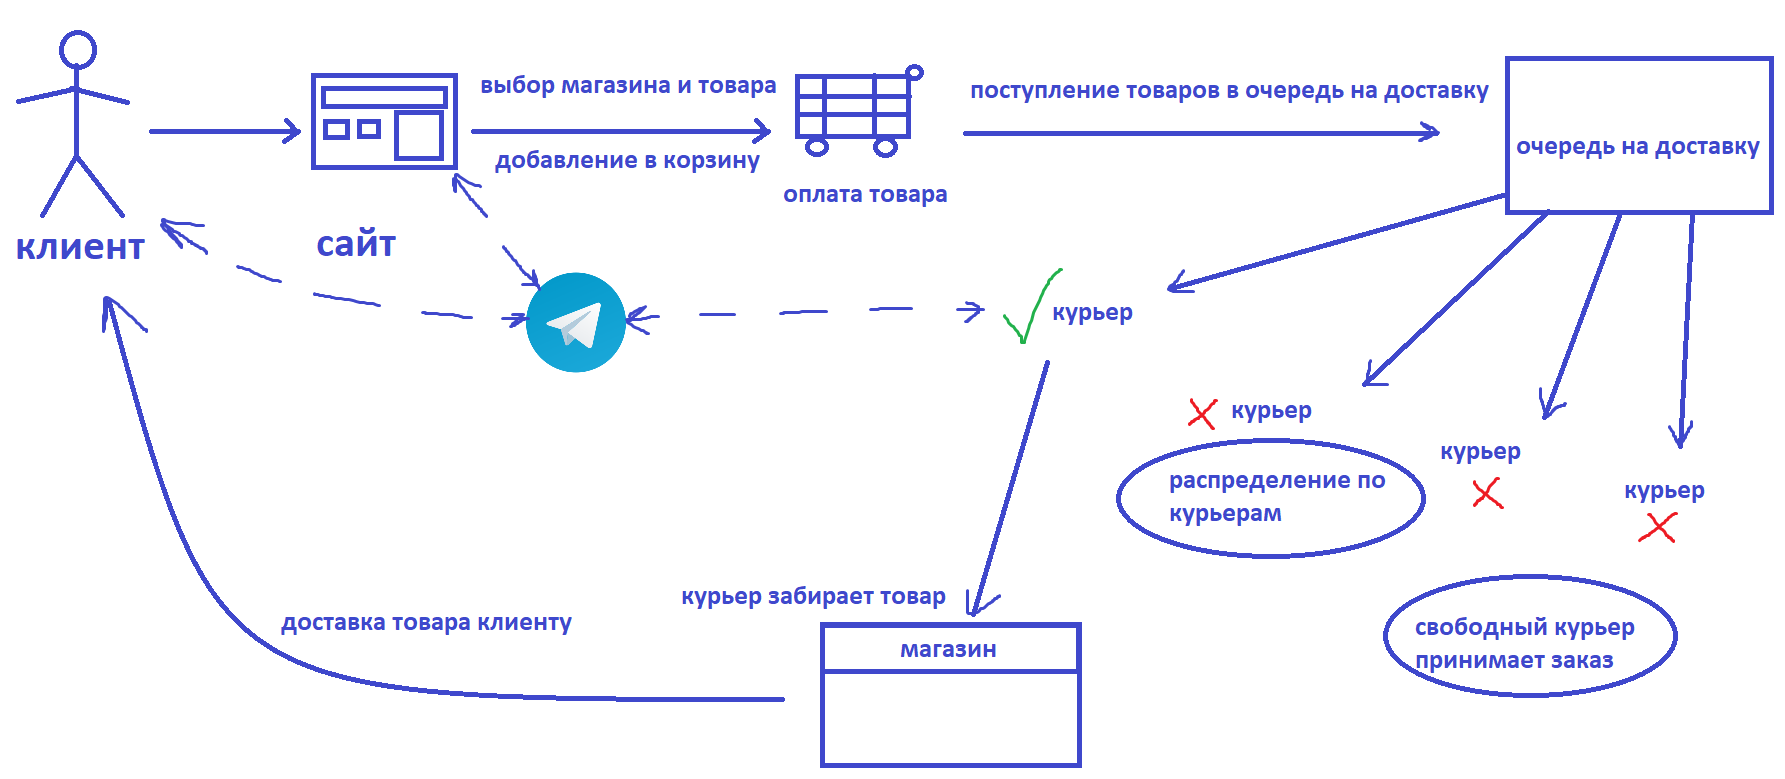 выбор магазина и товара
добавление в корзину
поступление товаров в очередь на доставку
очередь на доставку
оплата товара
клиент
сайт
курьер
курьер
распределение по
курьерам
курьер
курьер
свободный курьер
принимает заказ
курьер забирает товар
магазин
доставка товара клиенту